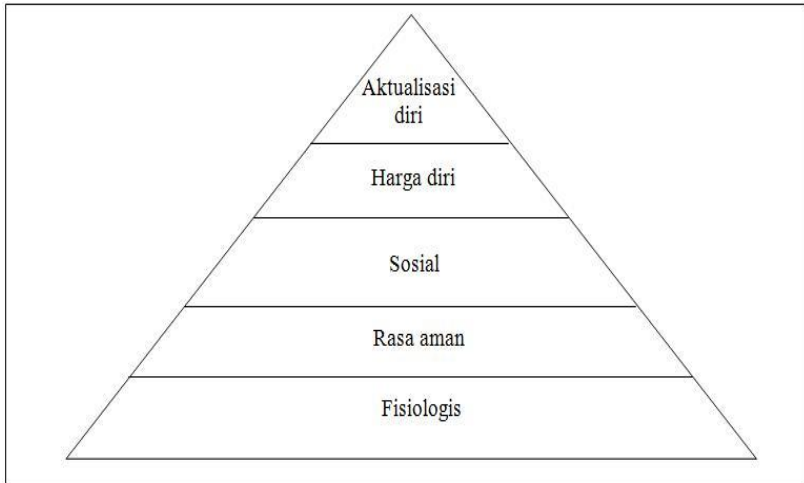 Aktualisasi
diri
Harga diri
Sosial
Rasa aman
Fisiologis